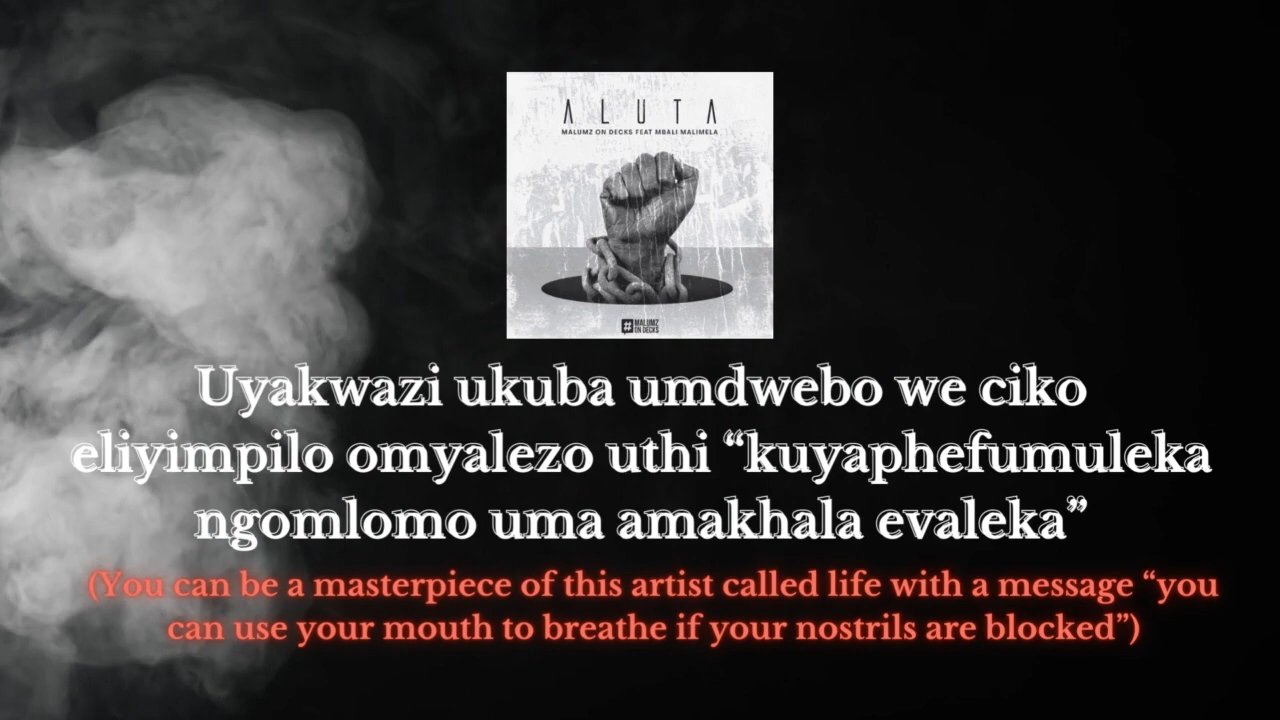 ALUTA
MALUMZ ON DECKS FEAT MBALI MALIMELA
# MALUMZ
ON DECKS
Uyakwazi ukuba umdwebo we ciko
eliyimpilo omyalezo uthi “kuyaphefumuleka
ngomlomo uma amakhala evaleka”
(You can be a masterpiece of this artist called life with a message “you
can use your mouth to breathe if your nostrils are blocked”)